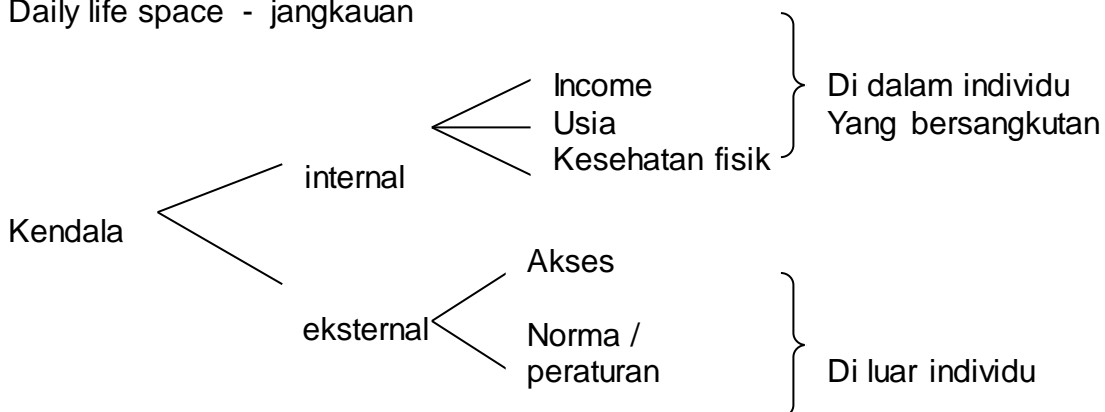 Daily life space - jangkauan
Income
Usia
Kesehatan fisik
Di dalam individu
Yang bersangkutan
internal
Kendala
Akses
eksternal
Norma /
peraturan
Di luar individu